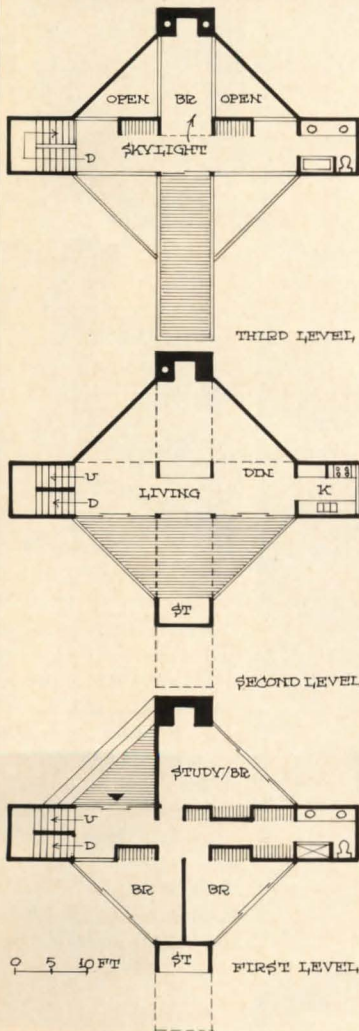 OPEN BR OPEN
D
SKYLIGHT
THIRD LEVEL
U
DIN
LIVING
K
D
ST
SECOND LEVEL
STUDY/BR
U
D
BR BR
0 5 10 FT
ST
FIRST LEVEL